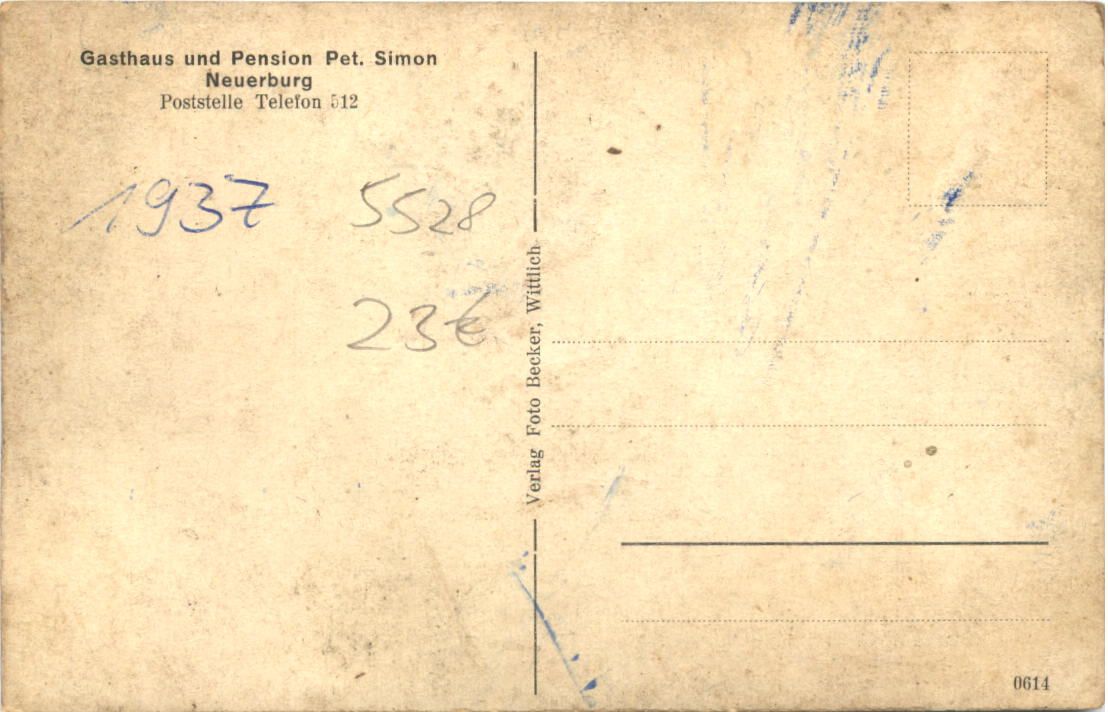 Gasthaus und Pension Pet. Simon
Neuerburg
Poststelle Telefon 512
1937
5528
23€
Verlag Foto Becker, Wittlich
0614